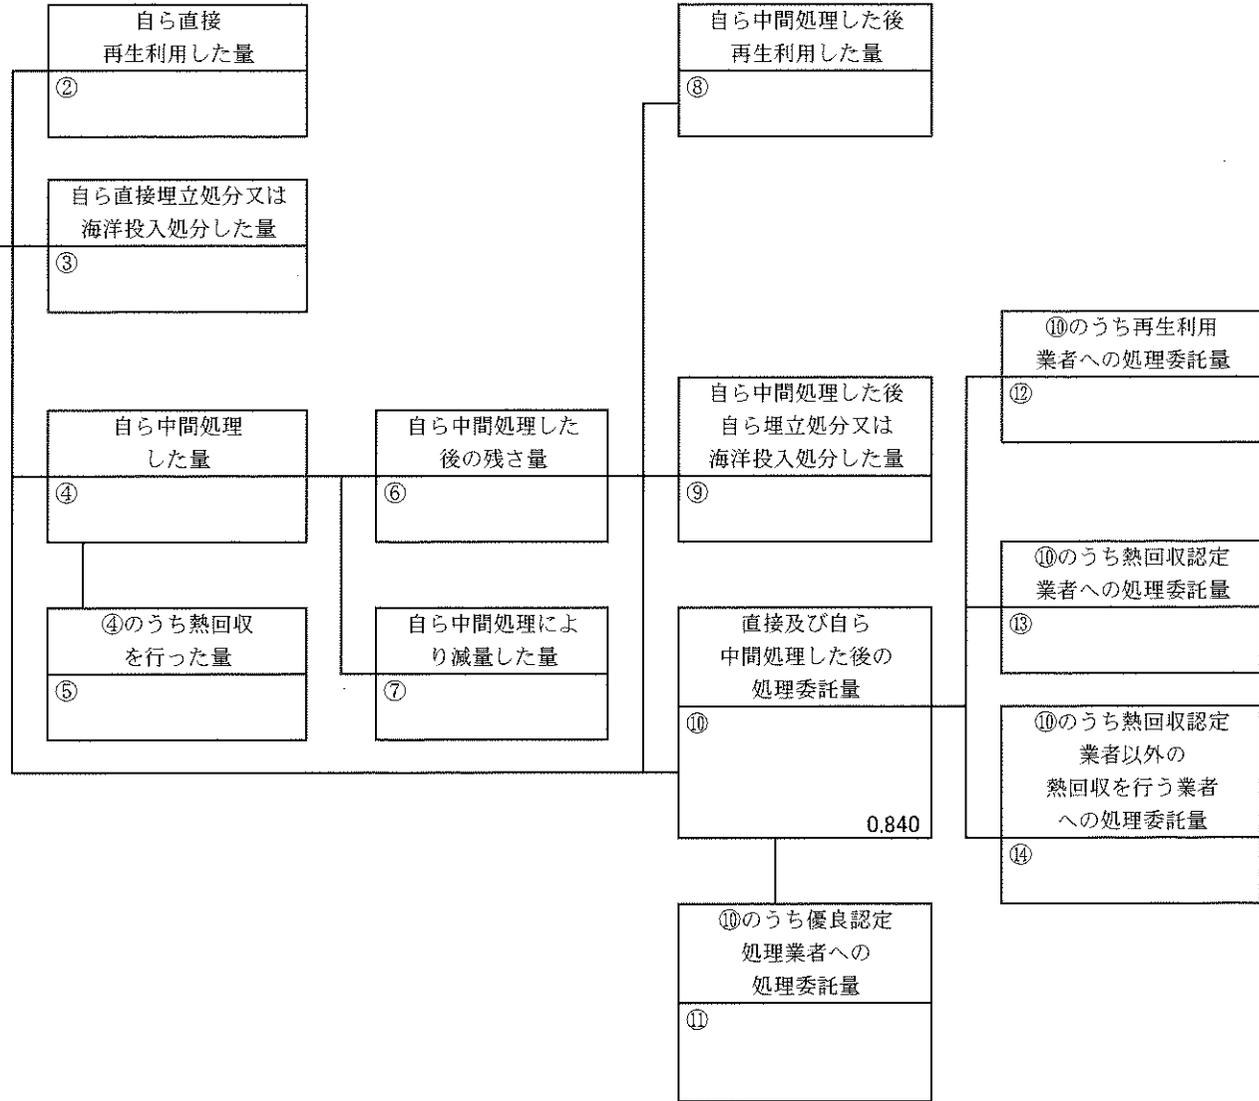 自ら直接
再生利用した量
②
自ら直接埋立処分又は
海洋投入処分した量
③
自ら中間処理
した量
④
④のうち熱回収
を行った量
⑤
自ら中間処理した
後の残さ量
⑥
自ら中間処理によ
り減量した量
⑦
自ら中間処理した後
再生利用した量
⑧
自ら中間処理した後
自ら埋立処分又は
海洋投入処分した量
⑨
直接及び自ら
中間処理した後の
処理委託量
⑩
0.840
⑩のうち優良認定
処理業者への
処理委託量
⑪
⑩のうち再生利用
業者への処理委託量
⑫
⑩のうち熱回収認定
業者への処理委託量
⑬
⑩のうち熱回収認定
業者以外の
熱回収を行う業者
への処理委託量
⑭